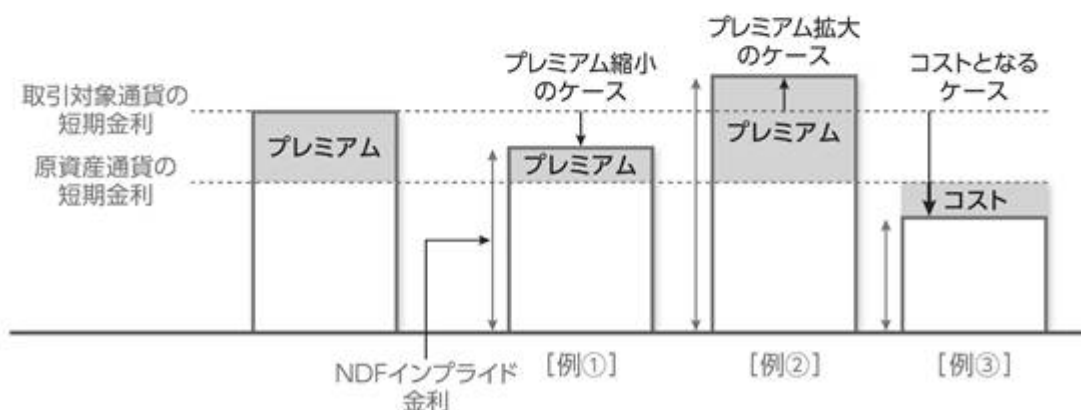 取引対象通貨の
短期金利
原資産通貨の
短期金利
プレミアム
プレミアム縮小
のケース
プレミアム
プレミアム拡大
のケース
プレミアム
コストとなる
ケース
コスト
NDFインプライド
金利
[例①]
[例②]
[例③]